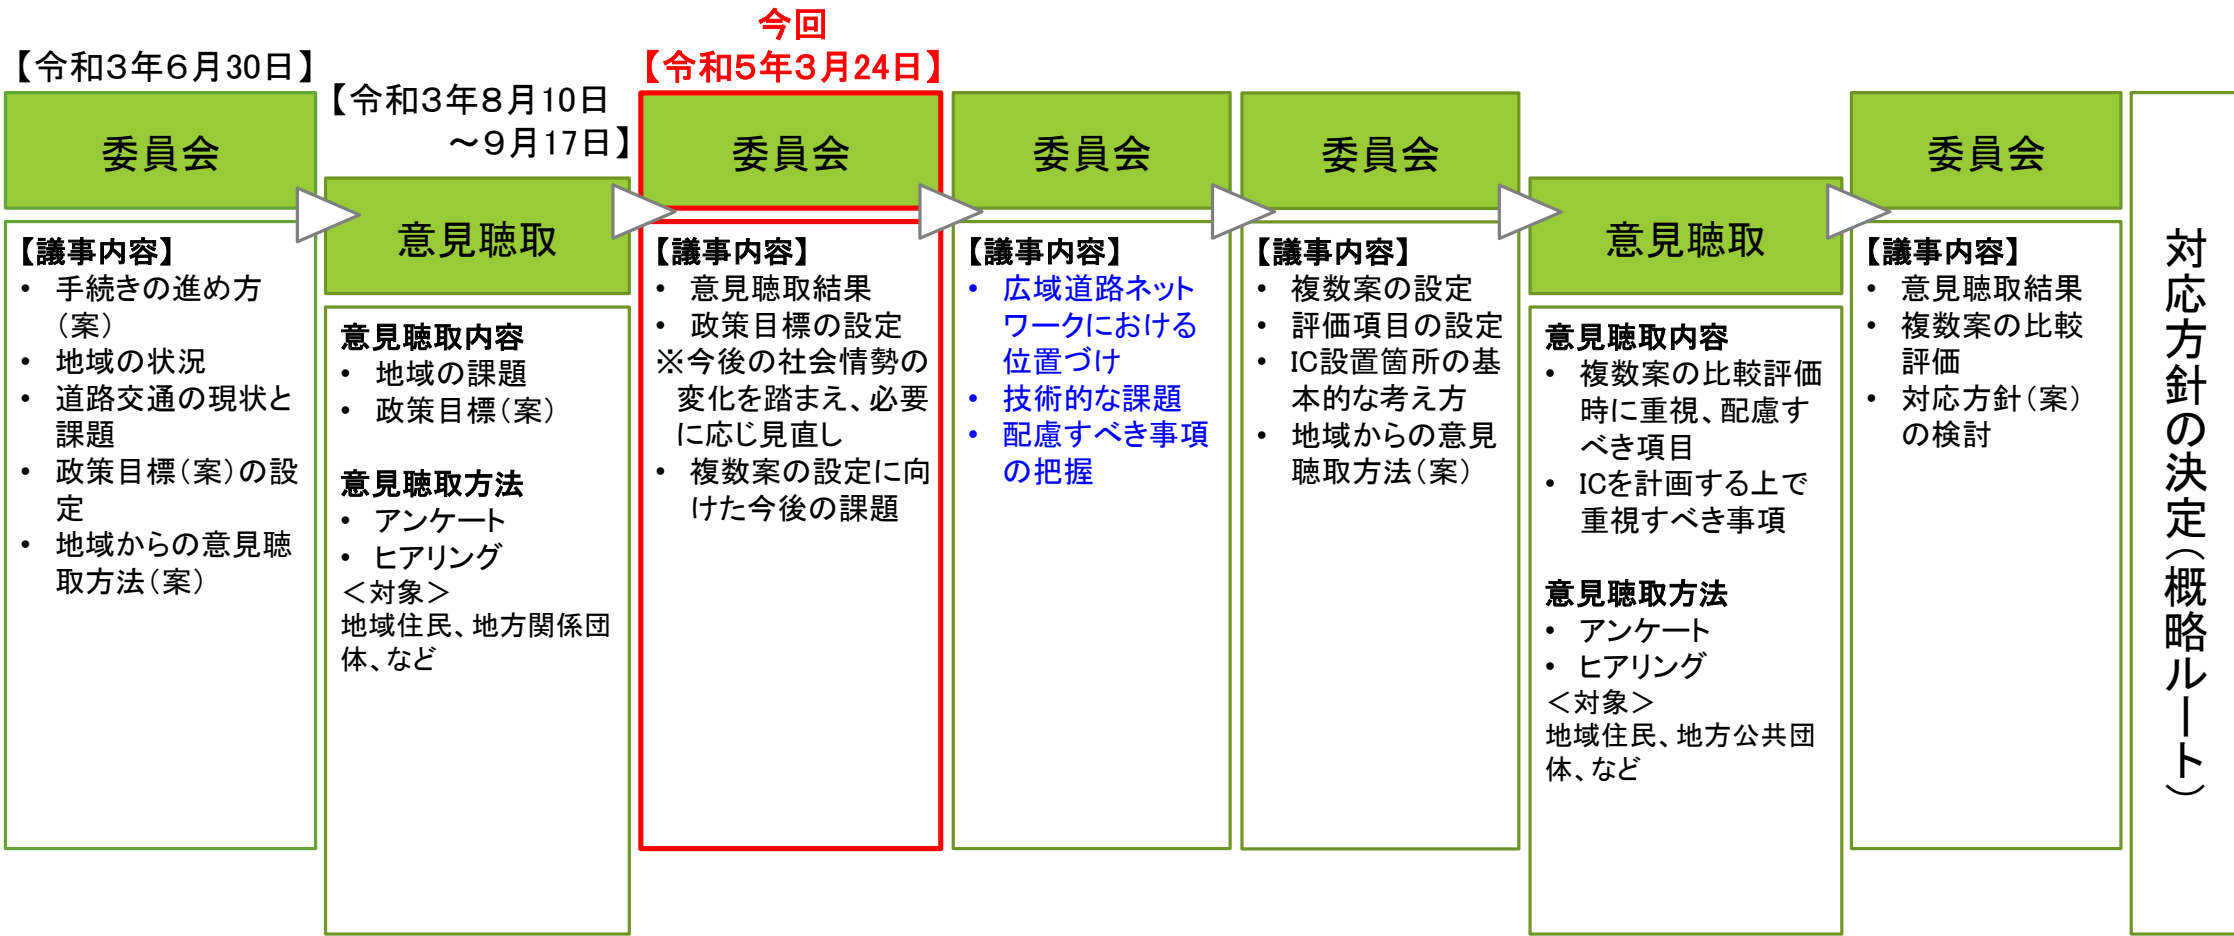 【令和3年6月30日】
委員会
【議事内容】
• 手続きの進め方
（案）
• 地域の状況
• 道路交通の現状と
課題
• 政策目標（案）の設
定
• 地域からの意見聴
取方法（案）
【令和3年8月10日
～9月17日】
意見聴取
意見聴取内容
• 地域の課題
• 政策目標（案）
意見聴取方法
• アンケート
• ヒアリング
＜対象＞
地域住民、地方関係団
体、など
今回
【令和5年3月24日】
委員会
【議事内容】
• 意見聴取結果
• 政策目標の設定
※今後の社会情勢の
変化を踏まえ、必要
に応じ見直し
• 複数案の設定に向
けた今後の課題
委員会
【議事内容】
• 広域道路ネット
ワークにおける
位置づけ
• 技術的な課題
• 配慮すべき事項
の把握
委員会
【議事内容】
• 複数案の設定
• 評価項目の設定
• IC設置箇所の基
本的な考え方
• 地域からの意見
聴取方法（案）
意見聴取
意見聴取内容
• 複数案の比較評価
時に重視、配慮す
べき項目
• ICを計画する上で
重視すべき事項
意見聴取方法
• アンケート
• ヒアリング
＜対象＞
地域住民、地方公共団
体、など
委員会
【議事内容】
• 意見聴取結果
• 複数案の比較
評価
• 対応方針（案）
の検討
対応方針の決定（概略ルート）